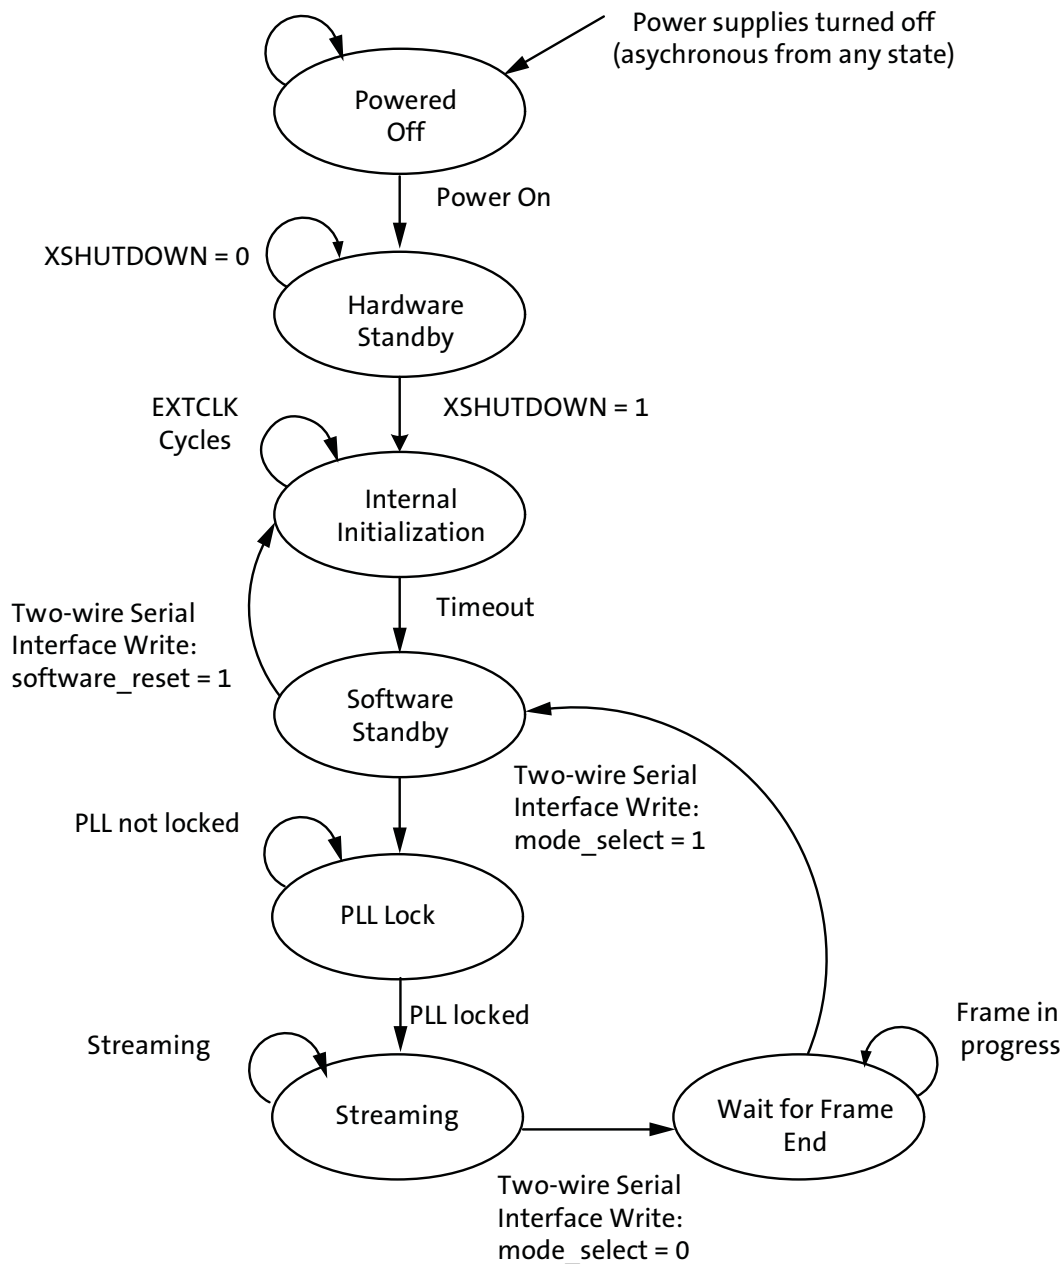 Power supplies turned off
(asychronous from any state)
Powered
Off
Power On
XSHUTDOWN = 0
Hardware
Standby
XSHUTDOWN = 1
EXTCLK
Cycles
Internal
Initialization
Timeout
Two-wire Serial
Interface Write:
software_reset = 1
Software
Standby
Two-wire Serial
Interface Write:
mode_select = 1
PLL not locked
PLL Lock
PLL locked
Frame in
progress
Streaming
Streaming
Wait for Frame
End
Two-wire Serial
Interface Write:
mode_select = 0